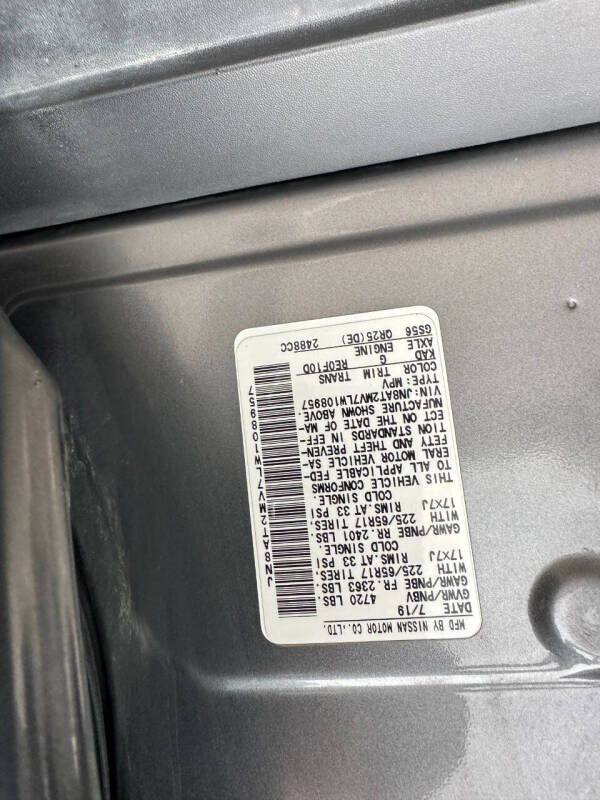 MFD BY NISSAN MOTOR CO.,LTD.
DATE 7/19
GVWR/PNBV 4720 LBS.
GAWR/PNBE FR. 2363 LBS
WITH 225/65R17 TIRES.
17X7J RIMS.AT 33 PSI
COLD SINGLE.
GAWR/PNBE RR. 2401 LBS
WITH 225/65R17 TIRES.
17X7J RIMS.AT 33 PSI
COLD SINGLE.
THIS VEHICLE CONFORMS
TO ALL APPLICABLE FED-
ERAL MOTOR VEHICLE SA-
FETY AND THEFT PREVEN-
TION STANDARDS IN EFF-
ECT ON THE DATE OF MA-
NUFACTURE SHOWN ABOVE.
VIN: JN8AT2MV7LW108957
TYPE: MPV
COLOR TRIM TRANS
KAD G RE0F10D
AXLE ENGINE
GS56 QR25(DE) 2488CC
JN8AT2MV7LW108957